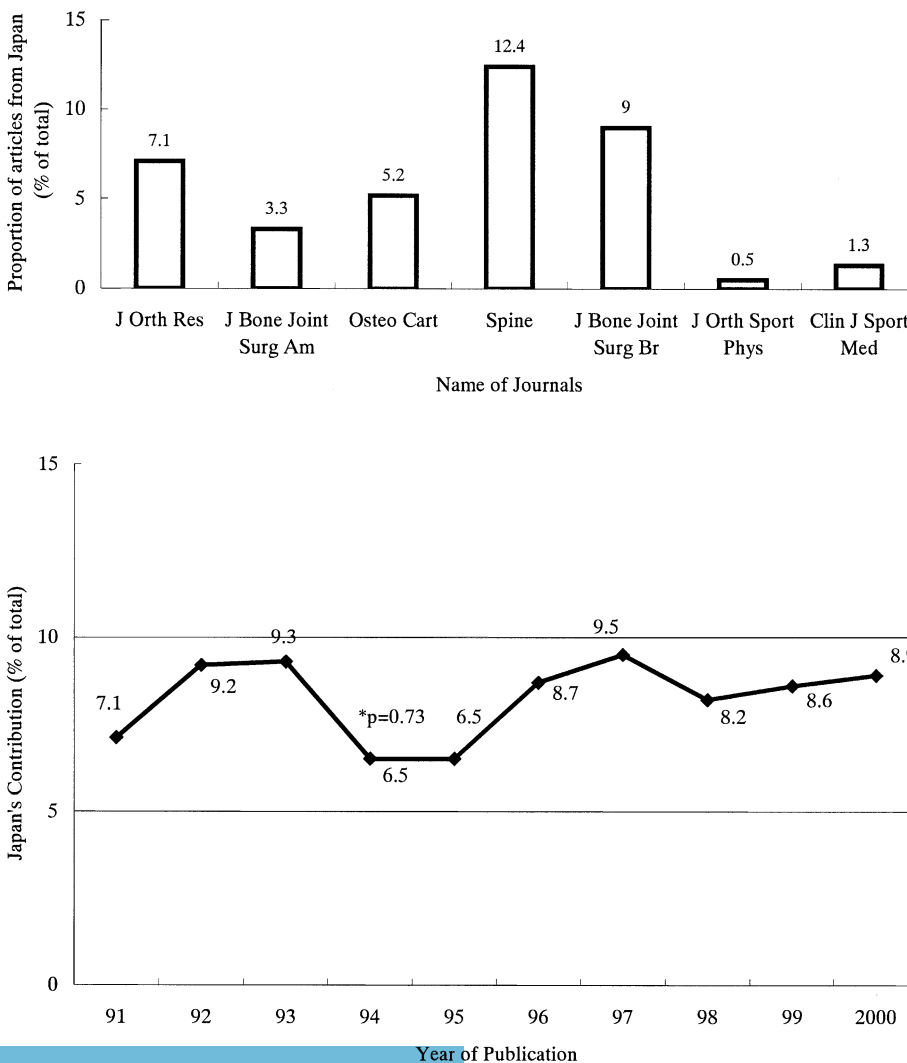 Proportion of articles from Japan
(% of total)
15
10
5
0
7.1
3.3
5.2
12.4
9
0.5
1.3
J Orth Res
J Bone Joint
Surg Am
Osteo Cart
Spine
J Bone Joint
Surg Br
J Orth Sport
Phys
Clin J Sport
Med
Name of Journals
Japan's Contribution (% of total)
15
10
5
0
7.1
9.2
9.3
*p=0.73
6.5
6.5
8.7
9.5
8.2
8.6
91
92
93
94
95
96
97
98
99
2000
Year of Publication